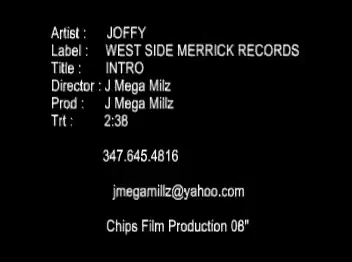 Artist : JOFFY
Label : WEST SIDE MERRICK RECORDS
Title : INTRO
Director : J Mega Milz
Prod : J Mega Millz
Trt : 2:38
347.645.4816
jmegamillz@yahoo.com
Chips Film Production 06"